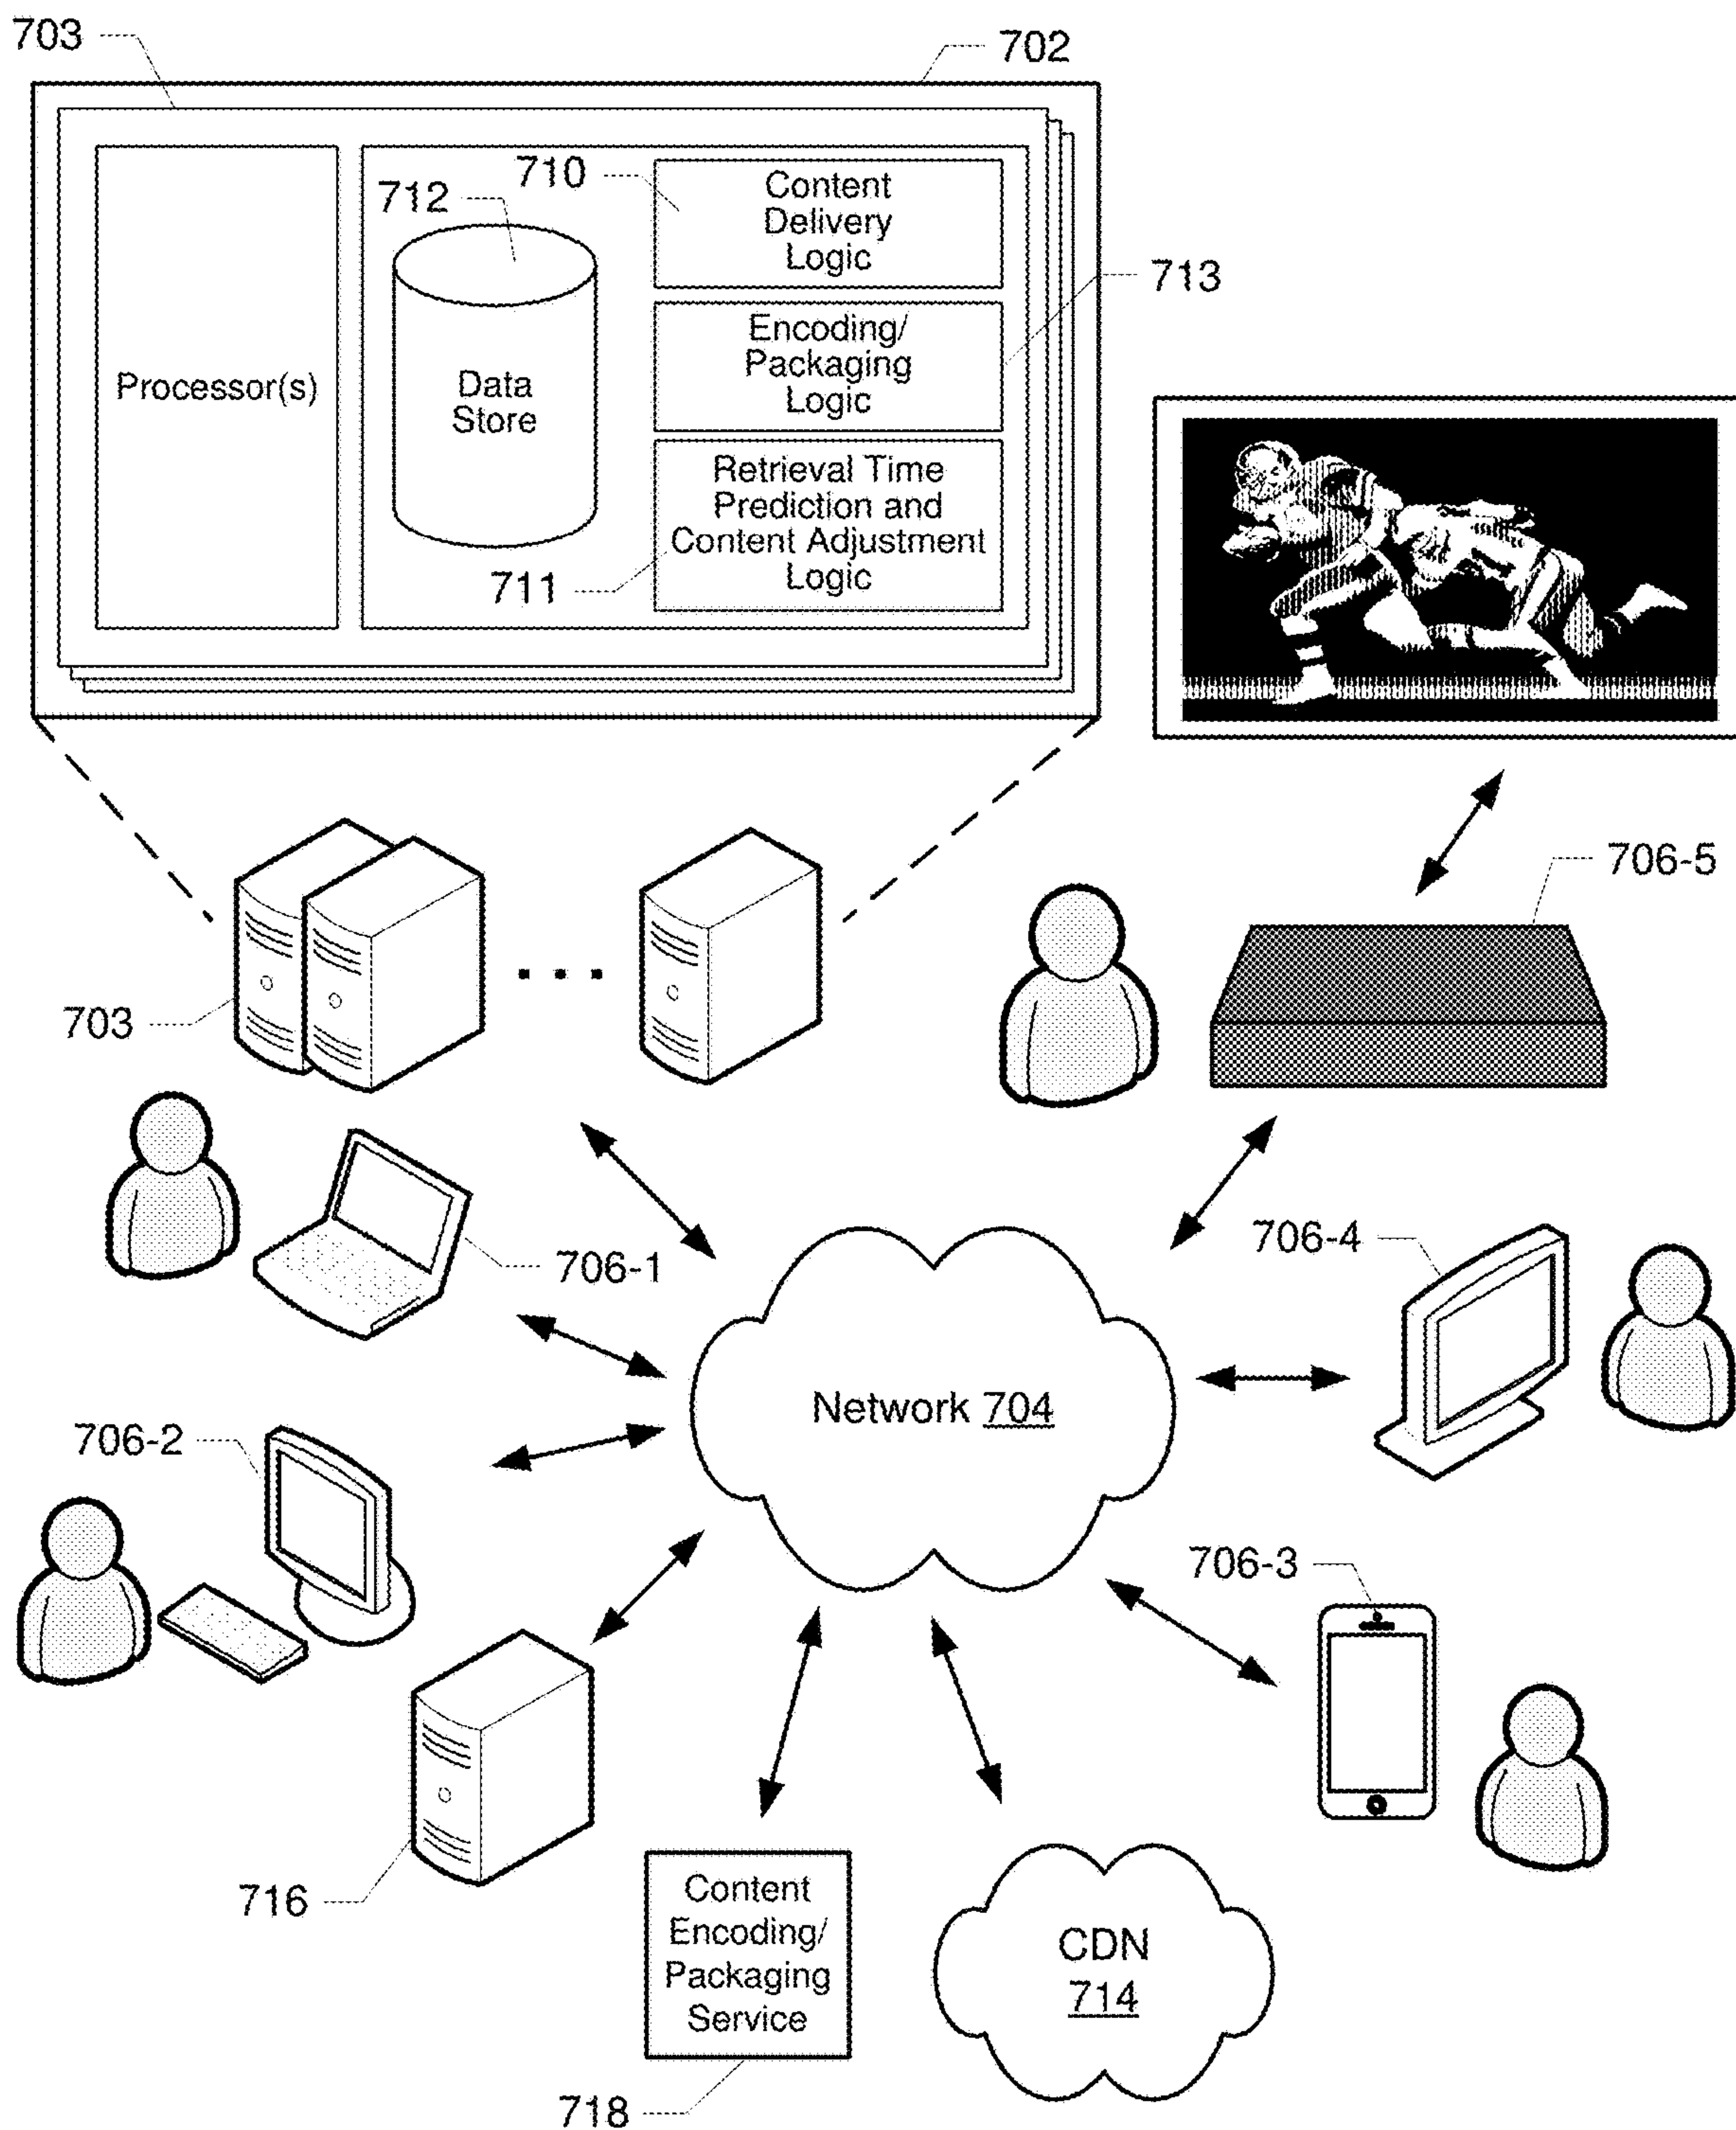 703
702
710
712
Content
Delivery
Logic
713
Encoding/
Packaging
Logic
Processor(s)
Data
Store
Retrieval Time
Prediction and
Content Adjustment
Logic
711
706-5
703
706-1
706-4
Network 704
706-2
706-3
716
Content
Encoding/
Packaging
Service
CDN
714
718